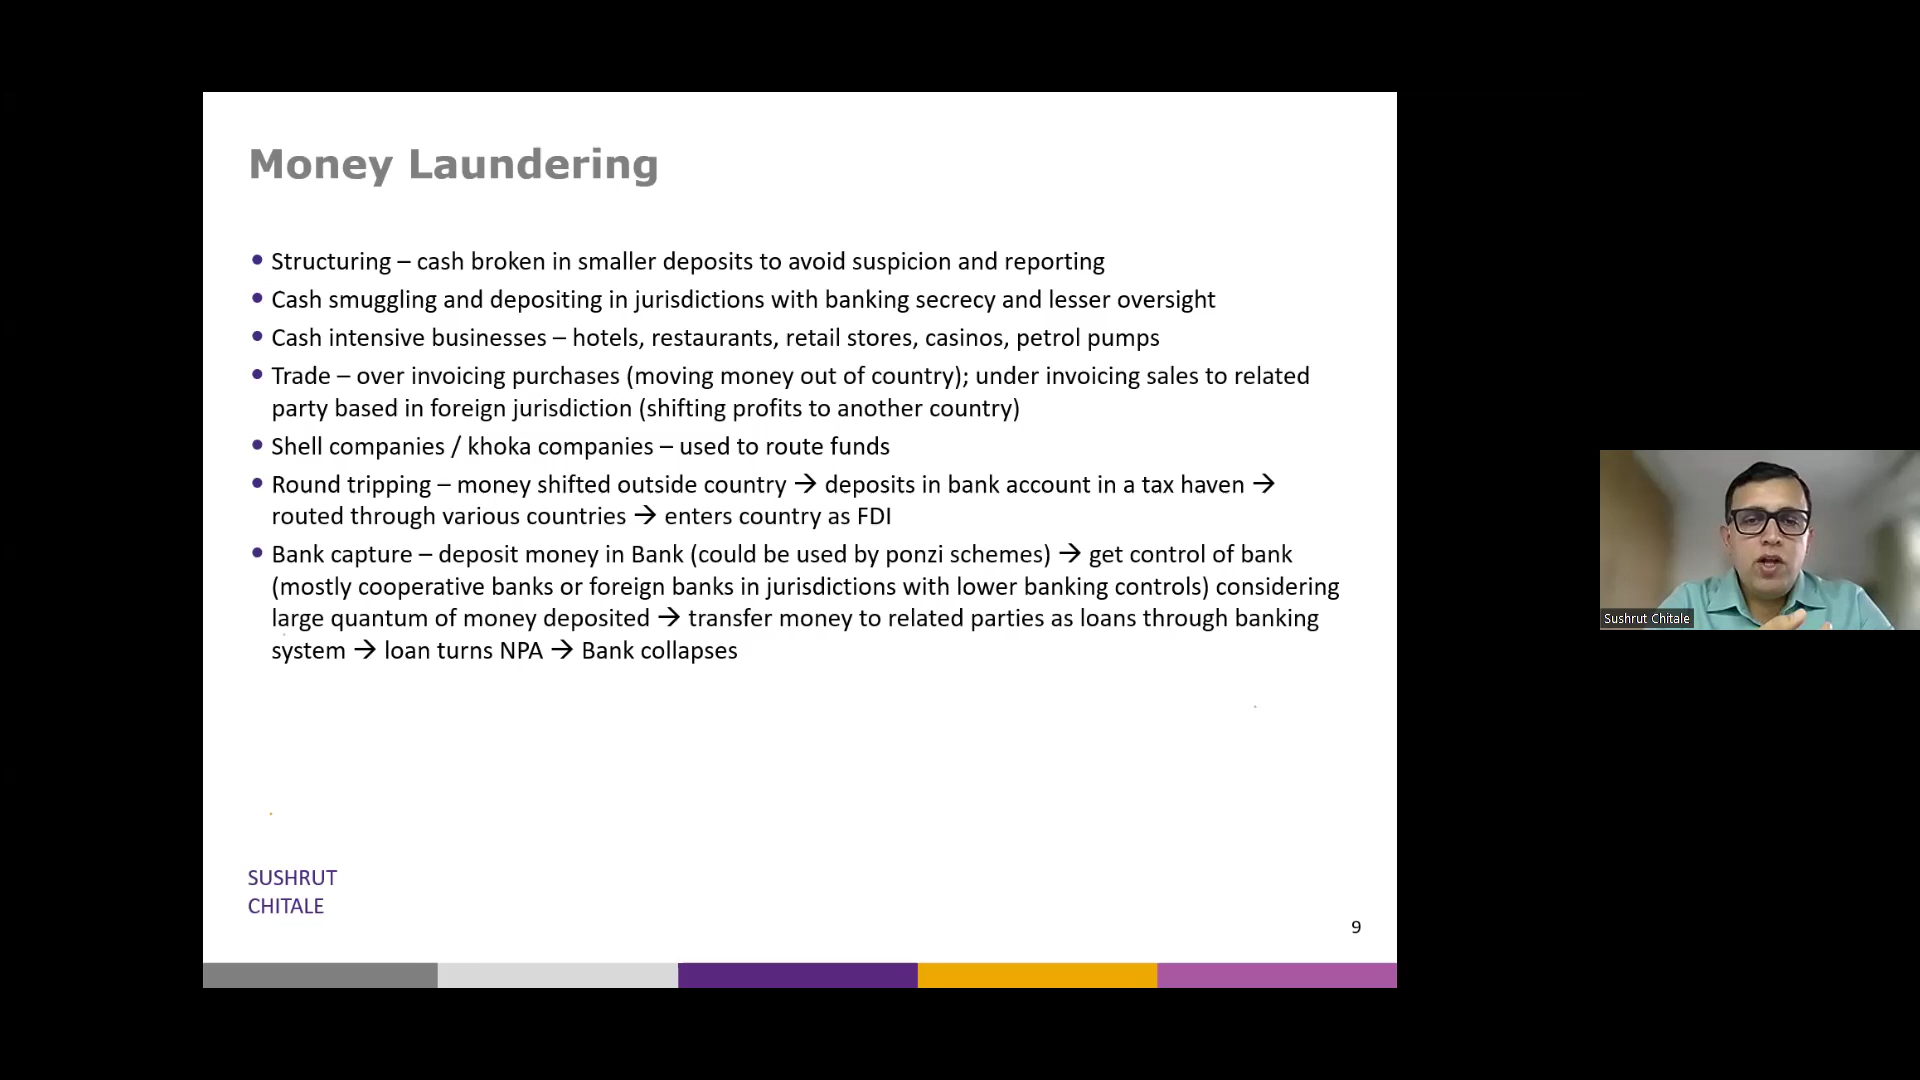 Money Laundering
• Structuring – cash broken in smaller deposits to avoid suspicion and reporting
• Cash smuggling and depositing in jurisdictions with banking secrecy and lesser oversight
• Cash intensive businesses – hotels, restaurants, retail stores, casinos, petrol pumps
• Trade – over invoicing purchases (moving money out of country); under invoicing sales to related
party based in foreign jurisdiction (shifting profits to another country)
• Shell companies / khoka companies – used to route funds
• Round tripping – money shifted outside country → deposits in bank account in a tax haven →
routed through various countries → enters country as FDI
• Bank capture – deposit money in Bank (could be used by ponzi schemes) → get control of bank
(mostly cooperative banks or foreign banks in jurisdictions with lower banking controls) considering
large quantum of money deposited → transfer money to related parties as loans through banking
system → loan turns NPA → Bank collapses
SUSHRUT
CHITALE
9
Sushrut Chitale